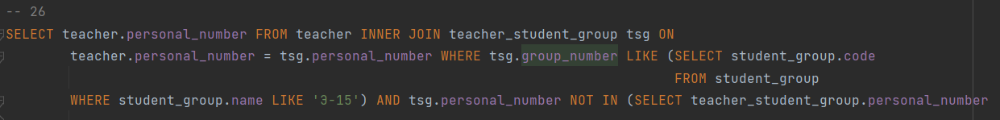 -- 26
SELECT teacher.personal_number FROM teacher INNER JOIN teacher_student_group tsg ON
teacher.personal_number = tsg.personal_number WHERE tsg.group_number LIKE (SELECT student_group.code
FROM student_group
WHERE student_group.name LIKE '3-15') AND tsg.personal_number NOT IN (SELECT teacher_student_group.personal_number